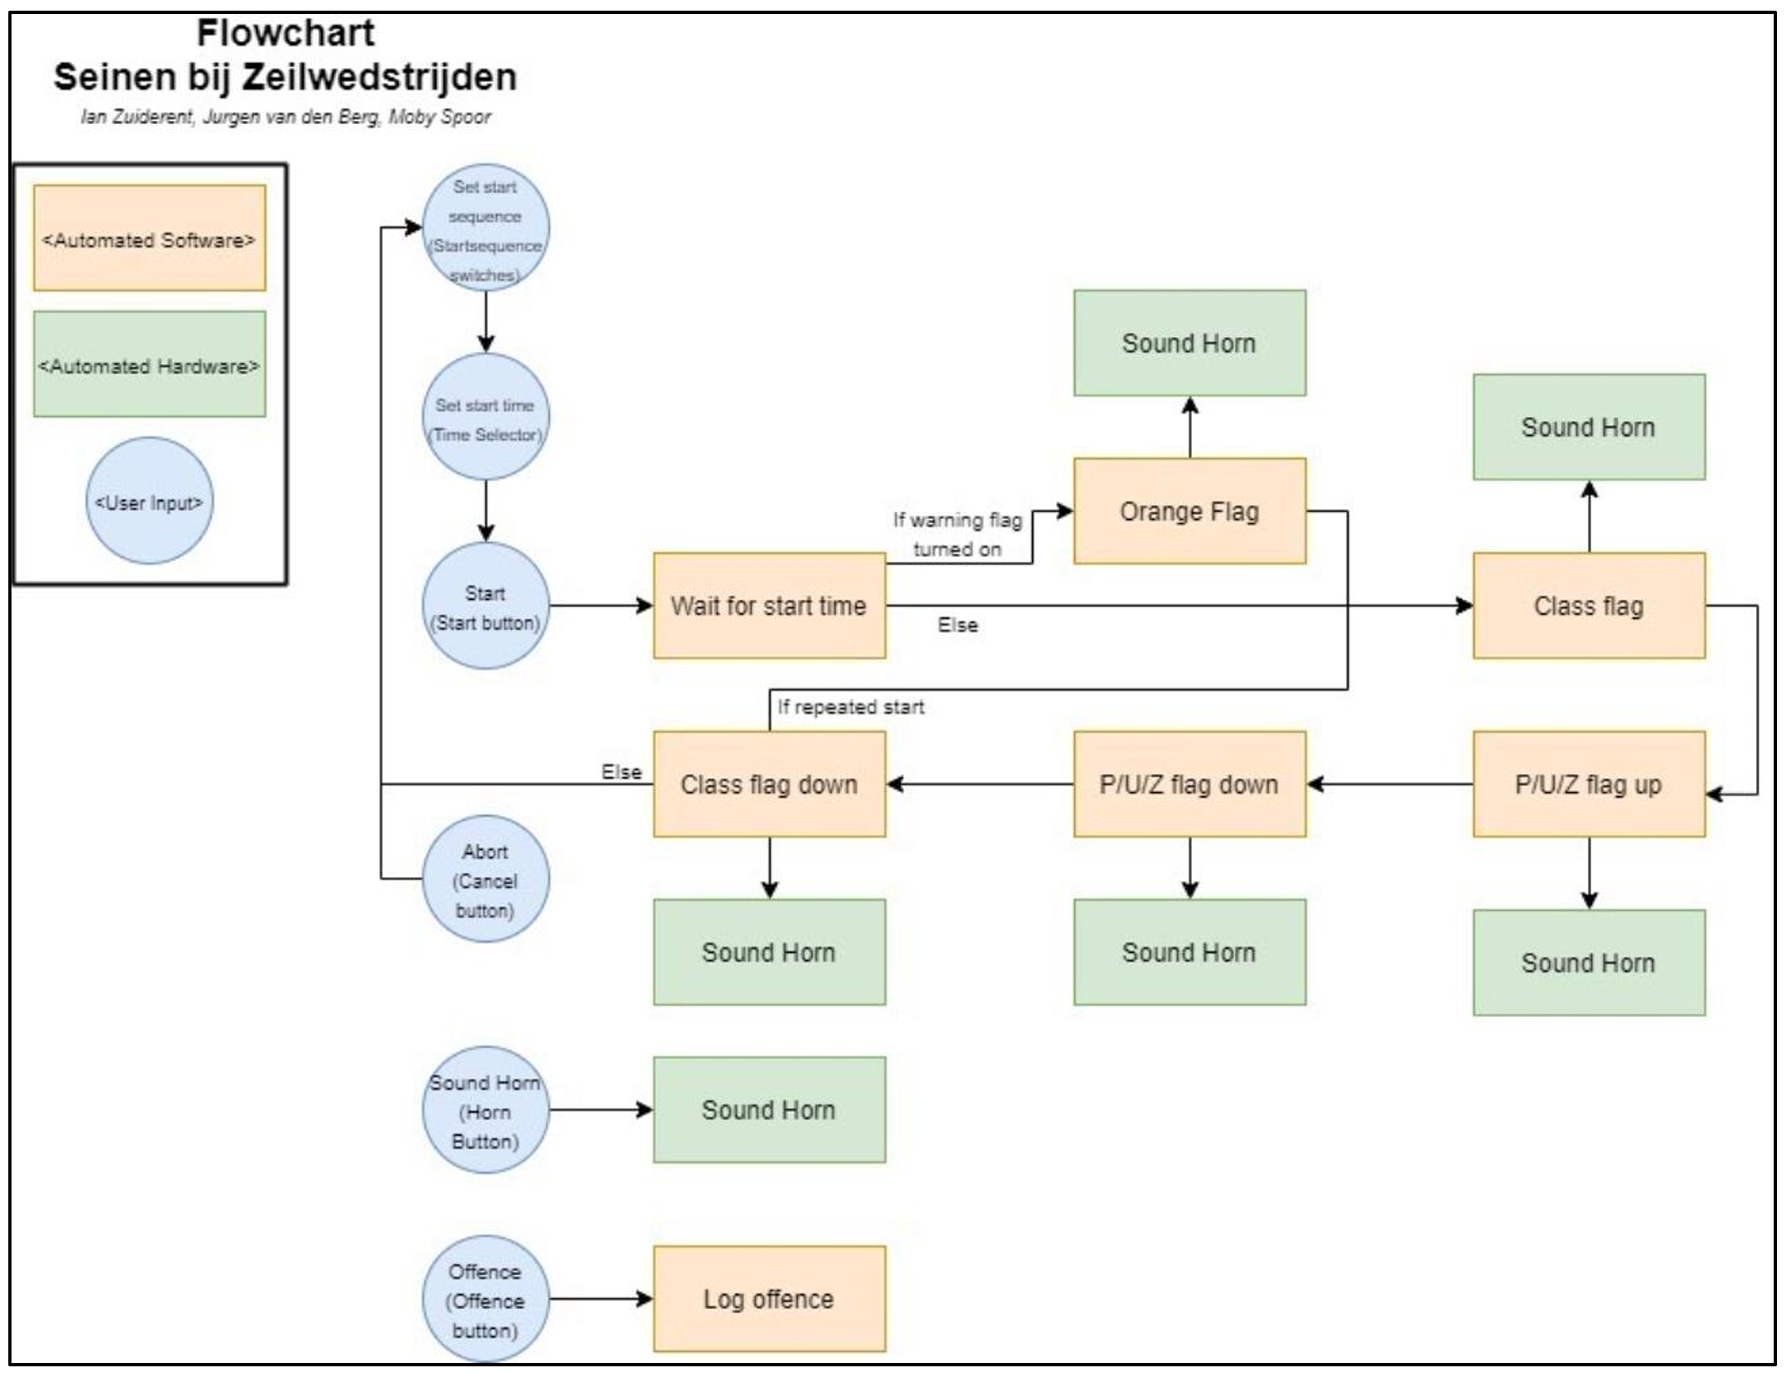 Flowchart
Seinen bij Zeilwedstrijden
Ian Zuiderent, Jurgen van den Berg, Moby Spoor
<Automated Software>
<Automated Hardware>
<User Input>
Set start
sequence
(Startsequence
switches)
Set start time
(Time Selector)
Start
(Start button)
Wait for start time
If warning flag
turned on
Else
Orange Flag
Sound Horn
Sound Horn
Class flag
If repeated start
Else
Class flag down
P/U/Z flag down
P/U/Z flag up
Abort
(Cancel
button)
Sound Horn
Sound Horn
Sound Horn
Sound Horn
(Horn
Button)
Sound Horn
Offence
(Offence
button)
Log offence